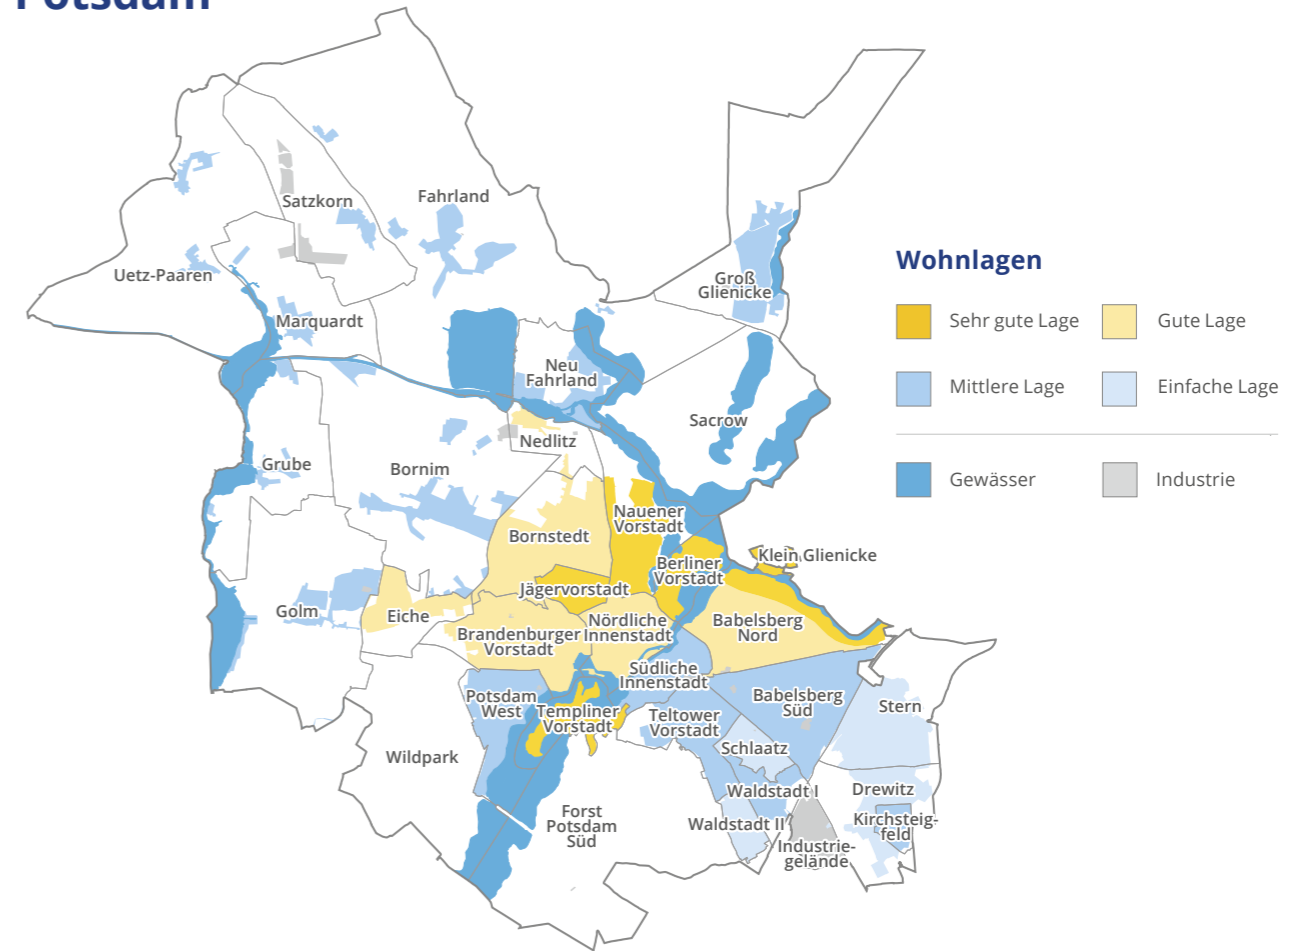 Potsdam
Satzkorn
Fahrland
Uetz-Paaren
Groß
Glienicke
Marquardt
Neu
Fahrland
Sacrow
Nedlitz
Grube
Bornim
Nauener
Vorstadt
Bornstedt
Klein Glienicke
Berliner
Vorstadt
Jägervorstadt
Golm
Eiche
Nördliche
Innenstadt
Babelsberg
Nord
Brandenburger
Vorstadt
Südliche
Innenstadt
Potsdam
West
Babelsberg
Süd
Stern
Templiner
Vorstadt
Teltower
Vorstadt
Schlaatz
Wildpark
Waldstadt I
Drewitz
Forst
Potsdam
Süd
Waldstadt II
Kirchsteig-
feld
Industrie-
gelände
Wohnlagen
Sehr gute Lage
Gute Lage
Mittlere Lage
Einfache Lage
Gewässer
Industrie